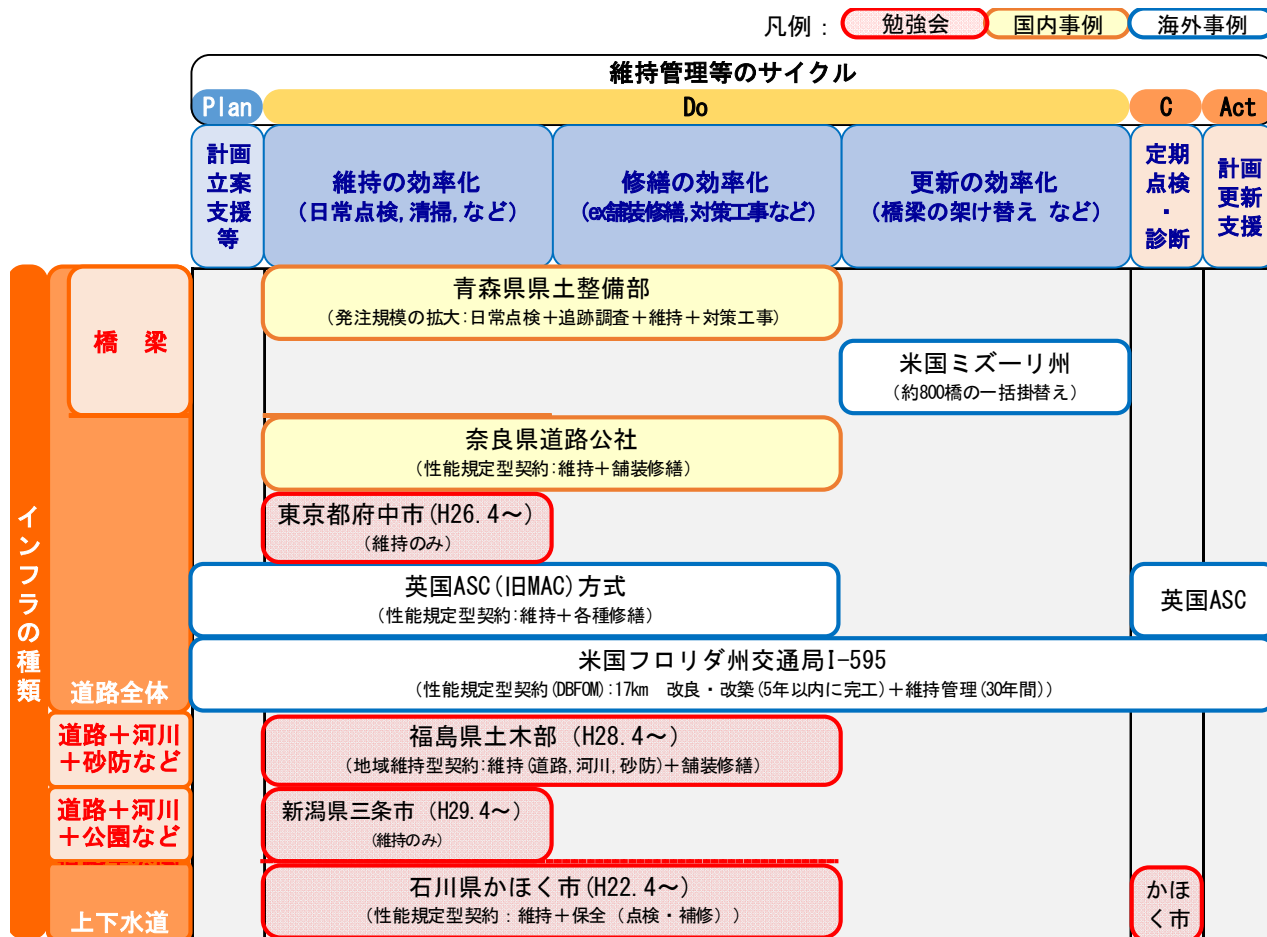 凡例：
勉強会
国内事例
海外事例
維持管理等のサイクル
Plan
Do
C
Act
計画
立案
支援
等
維持の効率化
（日常点検,清掃,など）
修繕の効率化
（ex舗装修繕,対策工事など）
更新の効率化
（橋梁の架け替え など）
定期
点検
・
診断
計画
更新
支援
インフラの種類
橋　梁
青森県県土整備部
（発注規模の拡大：日常点検＋追跡調査＋維持＋対策工事）
米国ミズーリ州
（約800橋の一括掛替え）
奈良県道路公社
（性能規定型契約：維持＋舗装修繕）
東京都府中市(H26.4～)
（維持のみ）
英国ASC(旧MAC)方式
（性能規定型契約：維持＋各種修繕）
英国ASC
道路全体
米国フロリダ州交通局I-595
（性能規定型契約(DBFOM)：17km　改良・改築(5年以内に完工)＋維持管理(30年間)）
道路＋河川
＋砂防など
福島県土木部（H28.4～）
（地域維持型契約：維持(道路,河川,砂防)＋舗装修繕）
道路＋河川
＋公園など
新潟県三条市（H29.4～）
（維持のみ）
上下水道
石川県かほく市(H22.4～)
（性能規定型契約：維持＋保全（点検・補修））
かほ
く市